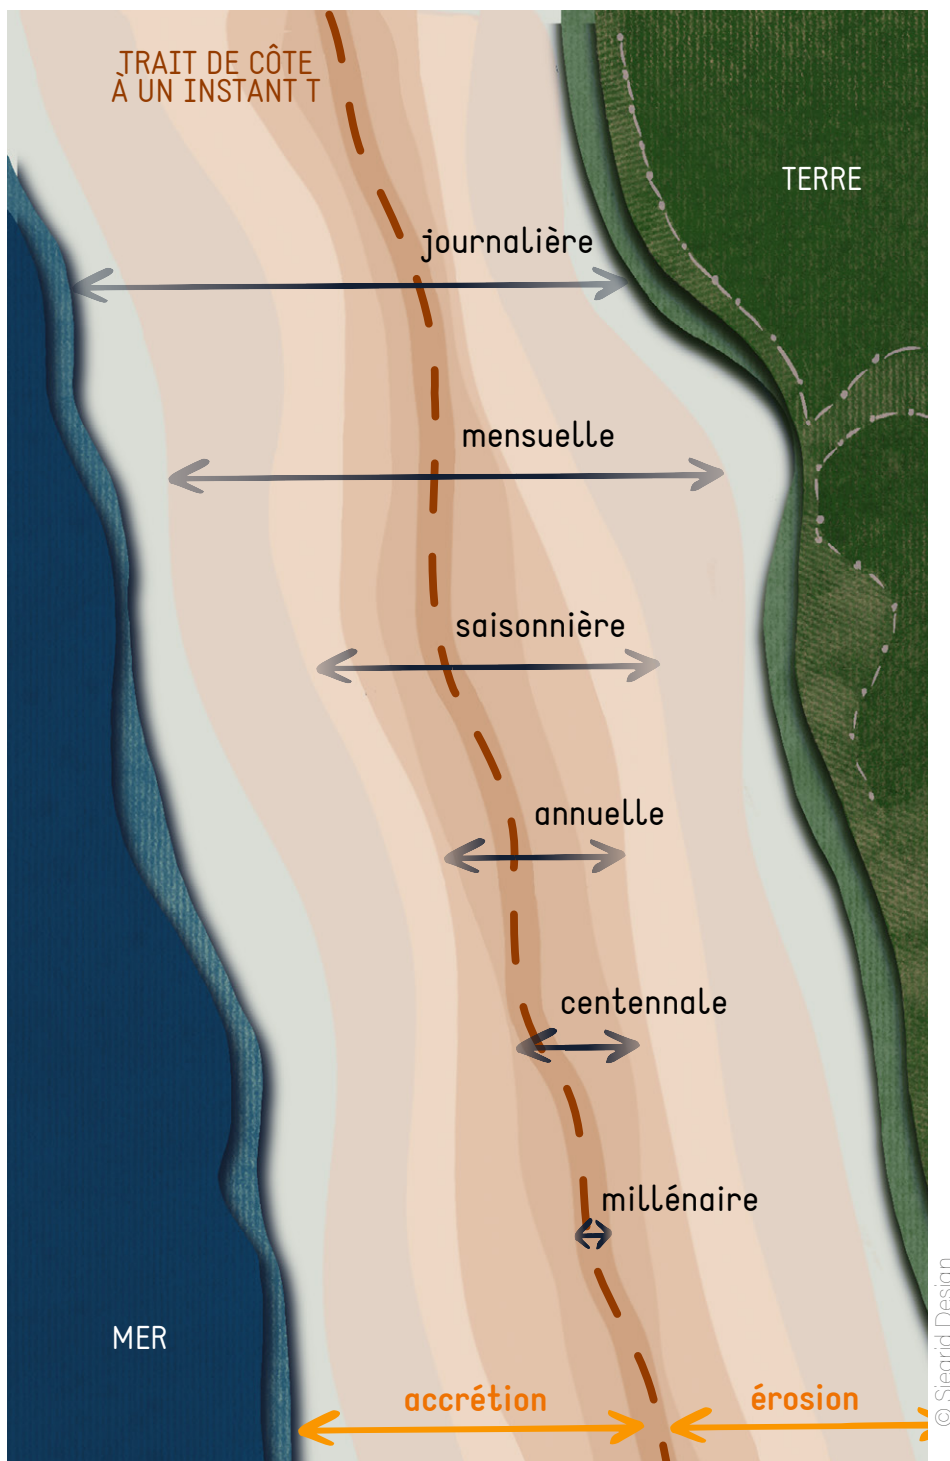 TRAIT DE CÔTE
À UN INSTANT T
TERRE
journalière
mensuelle
saisonnière
annuelle
centennale
millénaire
MER
accrétion
érosion
© Siegrid Design